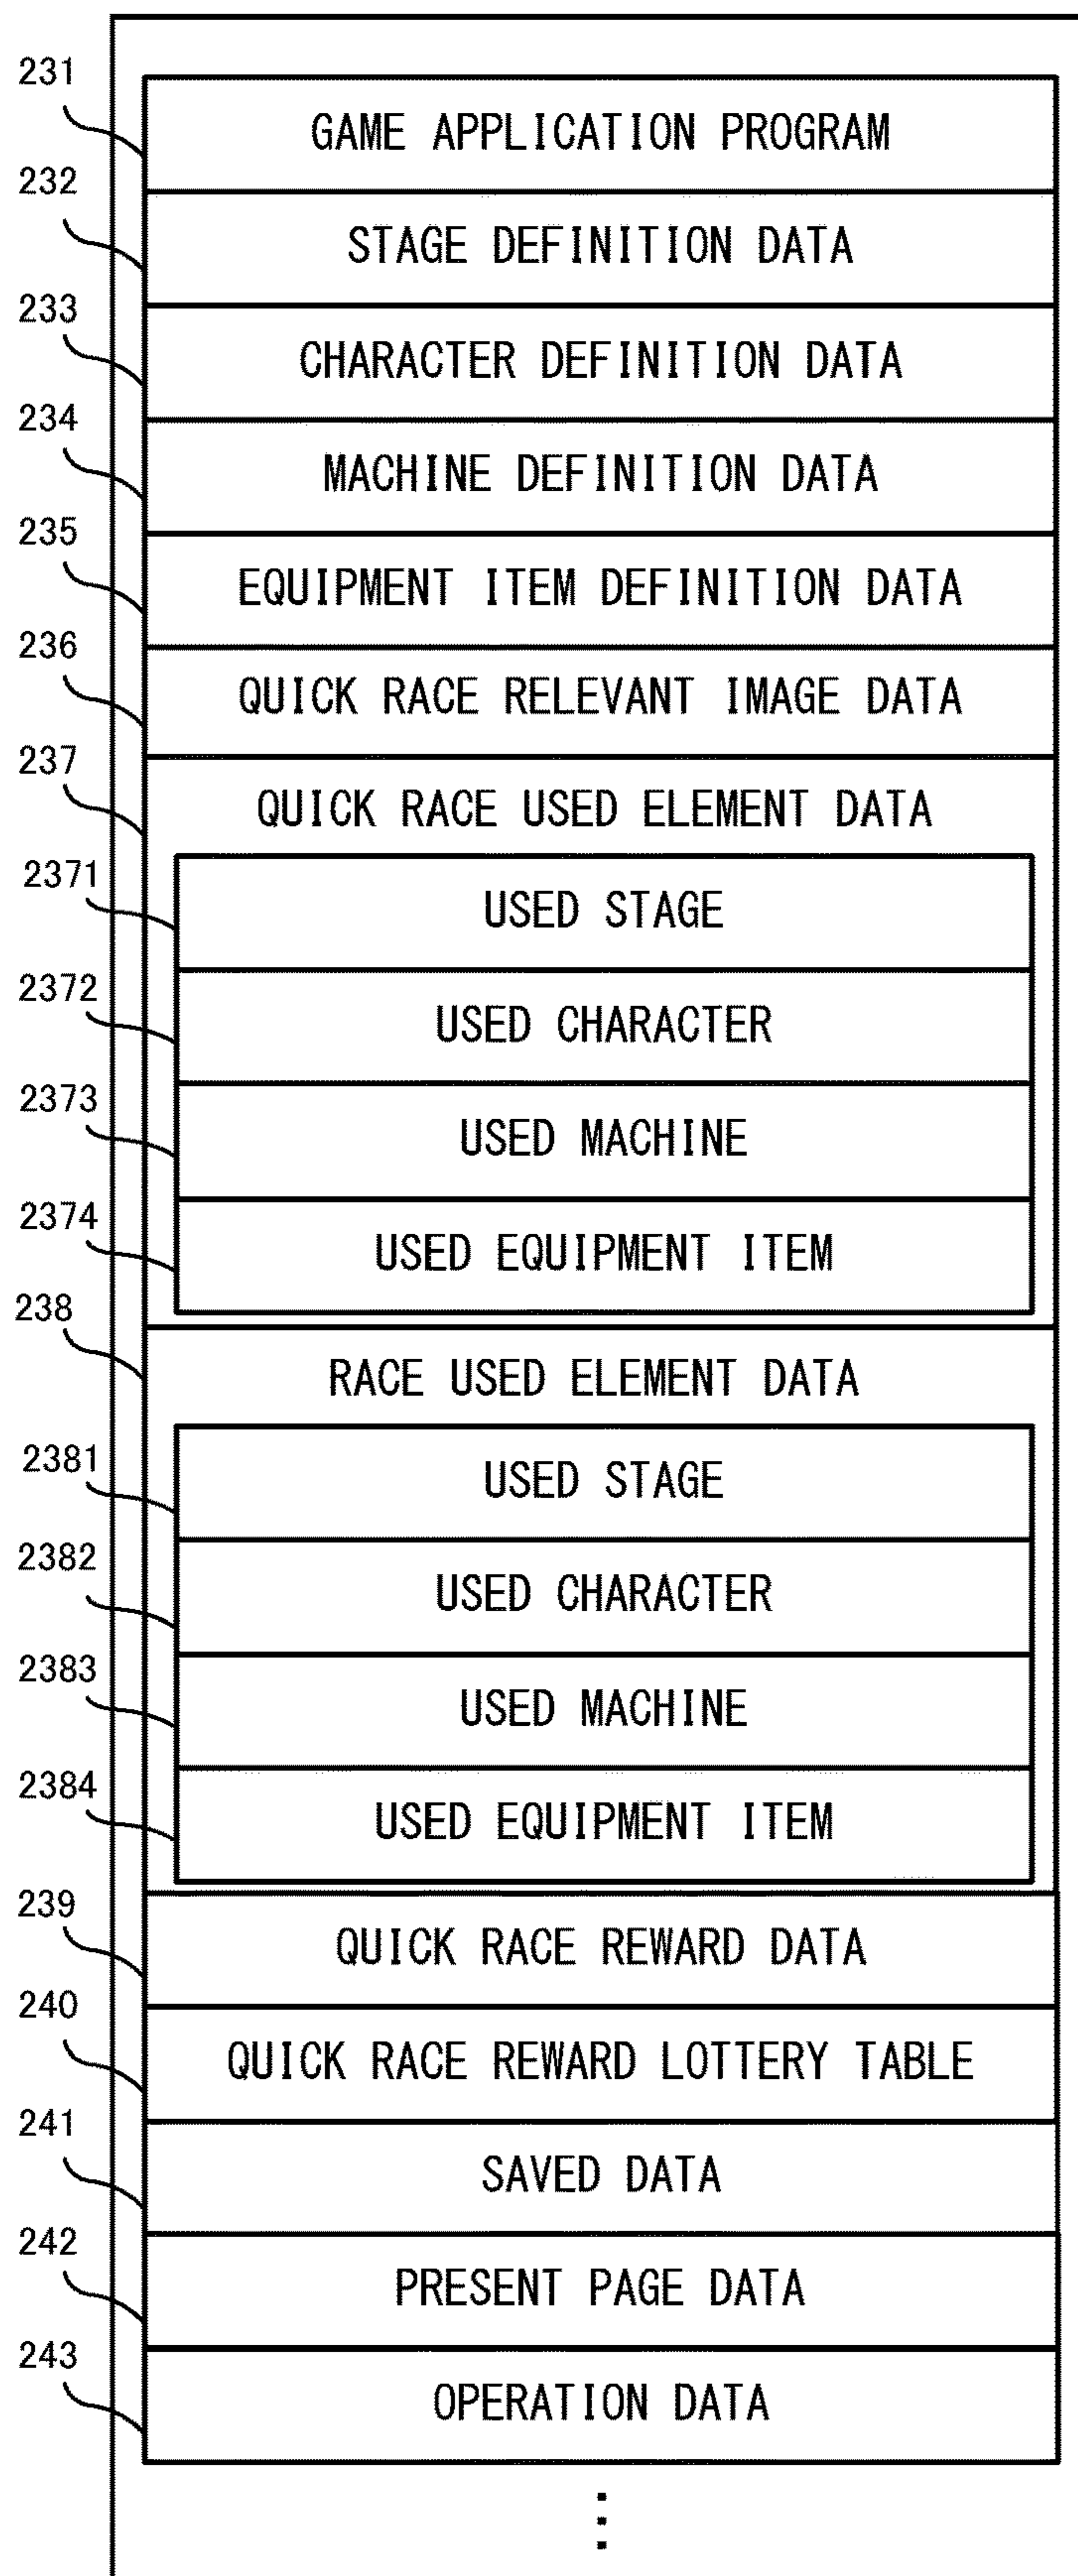 231
GAME APPLICATION PROGRAM
232
STAGE DEFINITION DATA
233
CHARACTER DEFINITION DATA
234
MACHINE DEFINITION DATA
235
EQUIPMENT ITEM DEFINITION DATA
236
QUICK RACE RELEVANT IMAGE DATA
237
QUICK RACE USED ELEMENT DATA
2371
USED STAGE
2372
USED CHARACTER
2373
USED MACHINE
2374
USED EQUIPMENT ITEM
238
RACE USED ELEMENT DATA
2381
USED STAGE
2382
USED CHARACTER
2383
USED MACHINE
2384
USED EQUIPMENT ITEM
239
QUICK RACE REWARD DATA
240
QUICK RACE REWARD LOTTERY TABLE
241
SAVED DATA
242
PRESENT PAGE DATA
243
OPERATION DATA
⋮